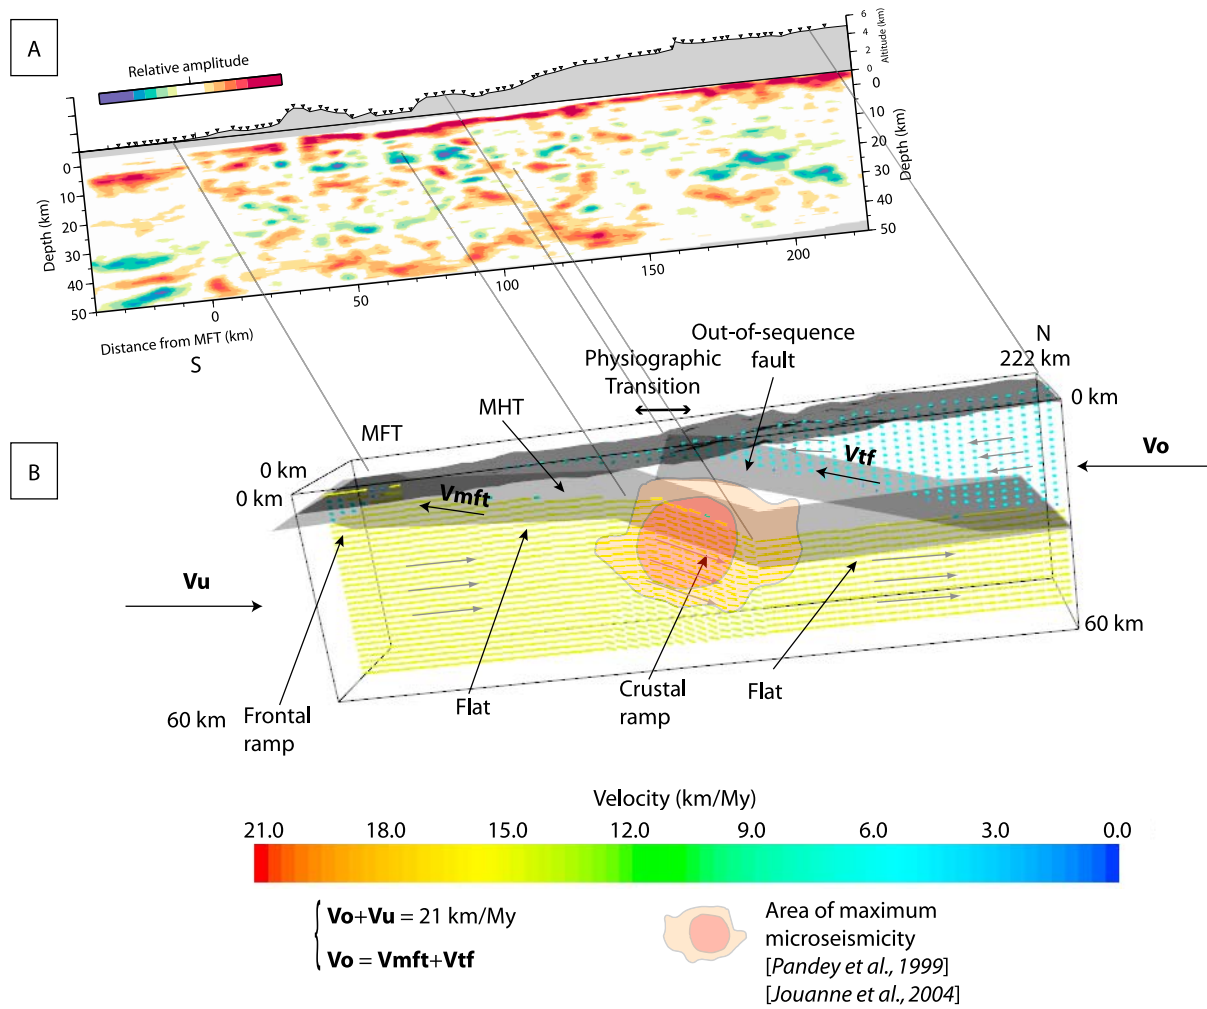 A
Relative amplitude
6
4
2
0
Altitude (km)
0
10
20
30
40
50
Depth (km)
0
10
20
30
40
50
Depth (km)
0
50
100
150
200
Distance from MFT (km)
S
N
222 km
Out-of-sequence
fault
Physiographic
Transition
MHT
MFT
B
0 km
0 km
0 km
Vo
Vtf
Vmft
Vu
60 km
60 km
Frontal
ramp
Flat
Crustal
ramp
Flat
Velocity (km/My)
21.0 18.0 15.0 12.0 9.0 6.0 3.0 0.0
Vo+Vu = 21 km/My
Vo = Vmft+Vtf
Area of maximum
microseismicity
[Pandey et al., 1999]
[Jouanne et al., 2004]